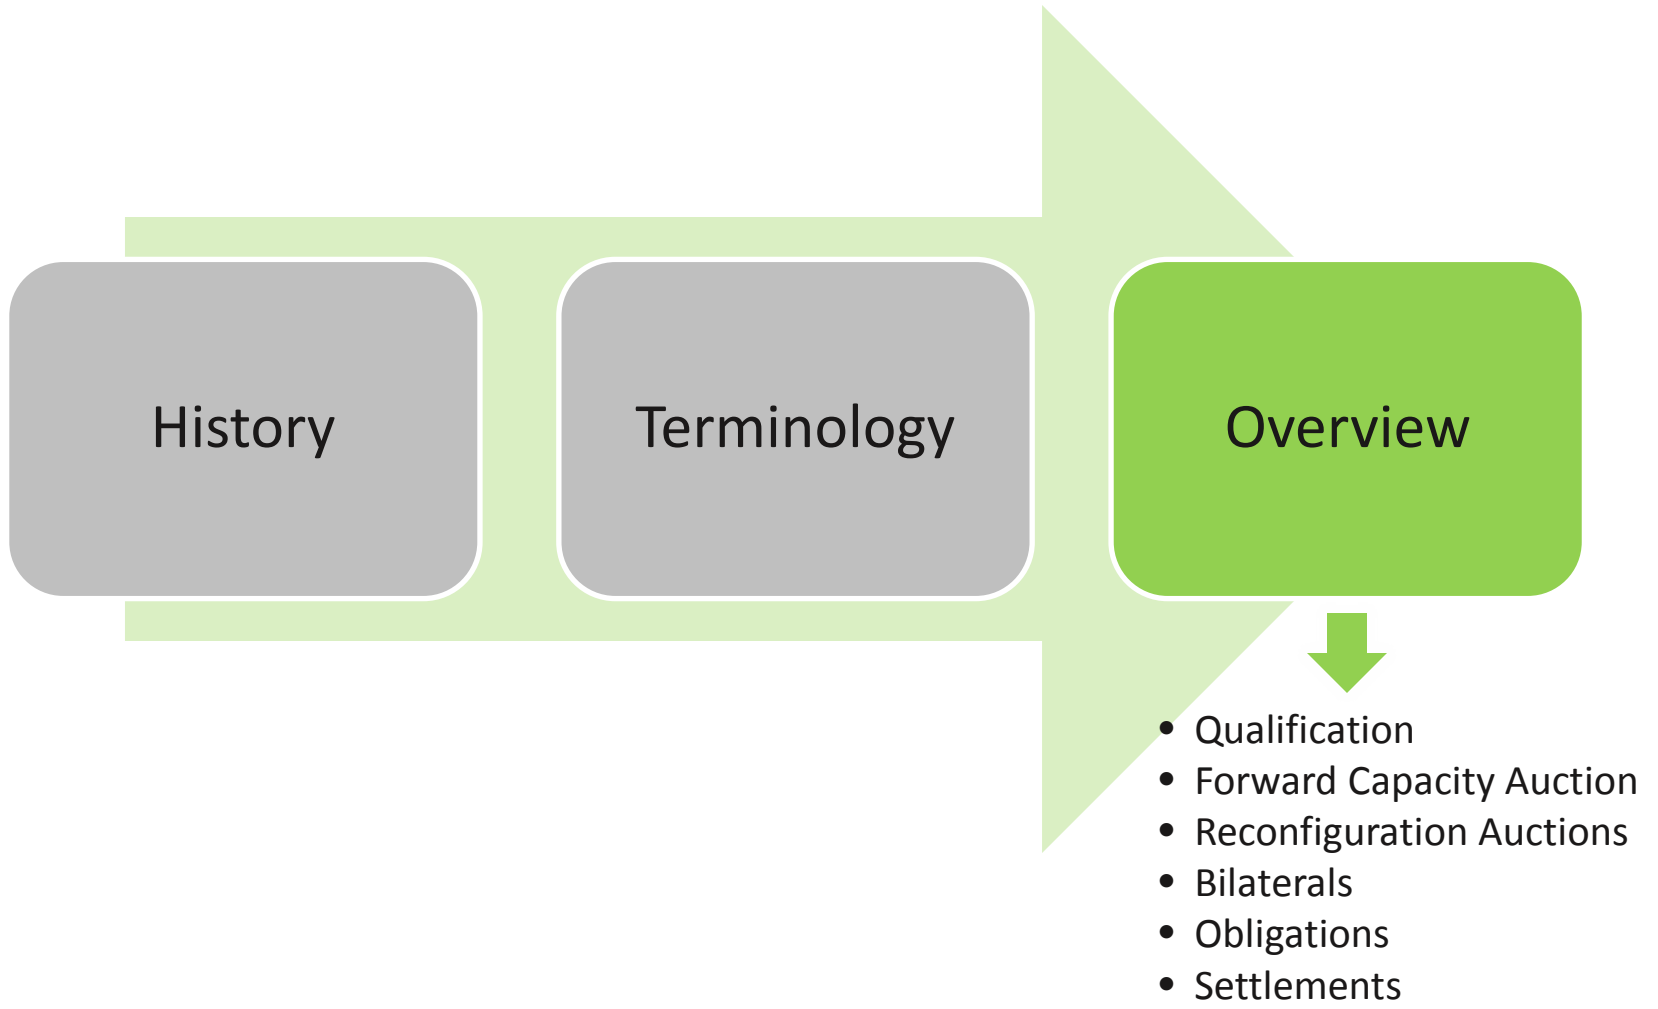 History
Terminology
Overview
• Qualification
• Forward Capacity Auction
• Reconfiguration Auctions
• Bilaterals
• Obligations
• Settlements